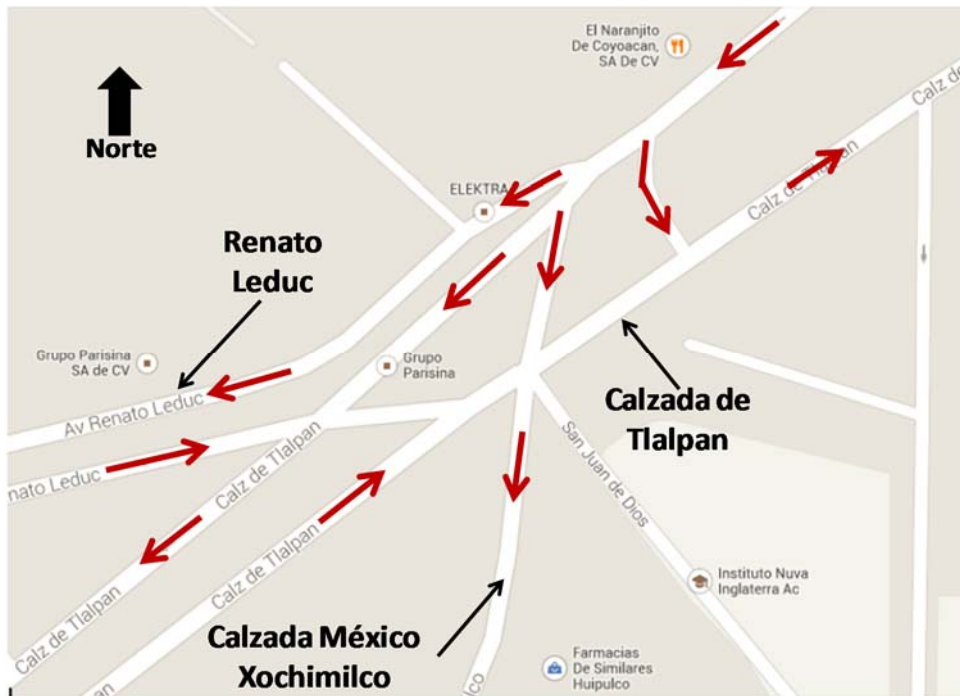 El Naranjito
De Coyoacan,
SA De CV
Calz de
Norte
Calz de Tlalpan
ELEKTRA
Renato
Leduc
Grupo Parisina
SA de CV
Grupo
Parisina
Calzada de
Tlalpan
Av Renato Leduc
Calz de Tlalpan
San Juan de Dios
nato Leduc
Calz de Tlalpan
Instituto Nuva
Inglaterra Ac
Calz de Tlalpan
Calzada México
Xochimilco
Farmacias
De Similares
Huipulco
pan
lco